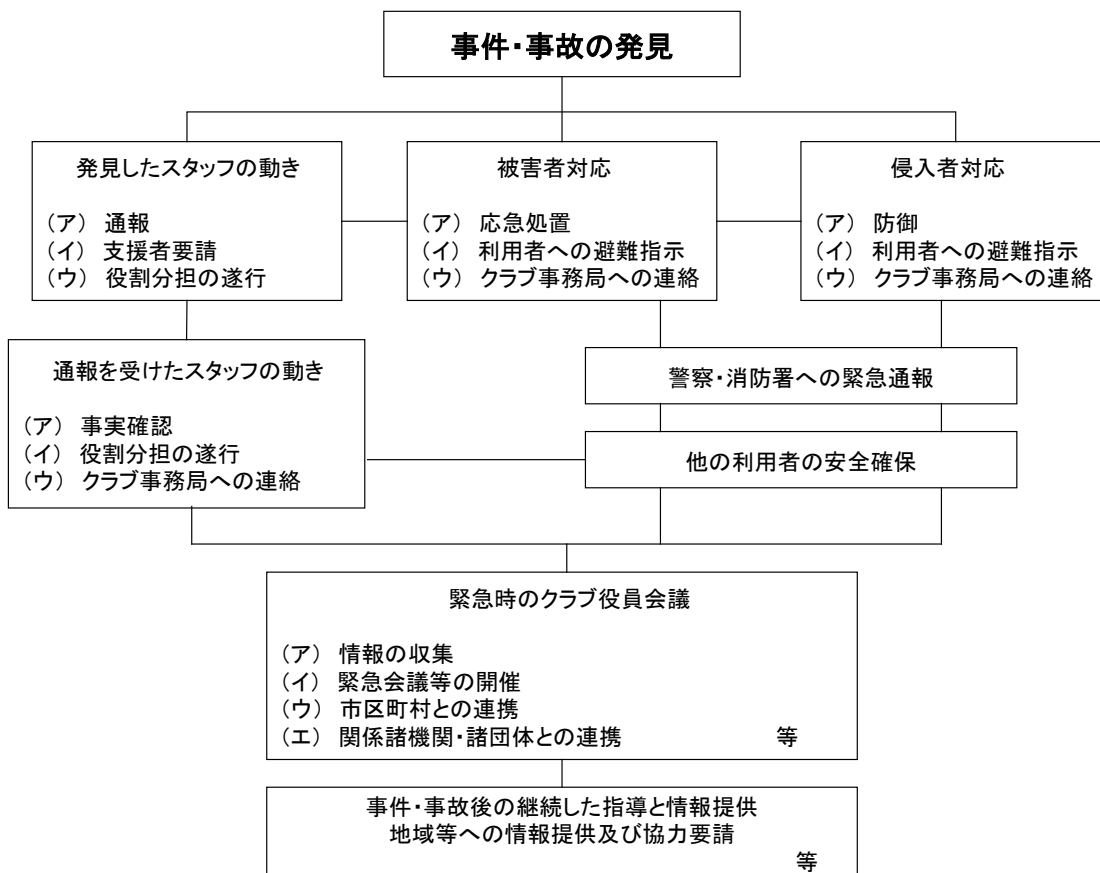 事件・事故の発見
発見したスタッフの動き
（ア） 通報
（イ） 支援者要請
（ウ） 役割分担の遂行
被害者対応
（ア） 応急処置
（イ） 利用者への避難指示
（ウ） クラブ事務局への連絡
侵入者対応
（ア） 防御
（イ） 利用者への避難指示
（ウ） クラブ事務局への連絡
通報を受けたスタッフの動き
（ア） 事実確認
（イ） 役割分担の遂行
（ウ） クラブ事務局への連絡
警察・消防署への緊急通報
他の利用者の安全確保
緊急時のクラブ役員会議
（ア） 情報の収集
（イ） 緊急会議等の開催
（ウ） 市区町村との連携
（エ） 関係諸機関・諸団体との連携 等
事件・事故後の継続した指導と情報提供
地域等への情報提供及び協力要請
等